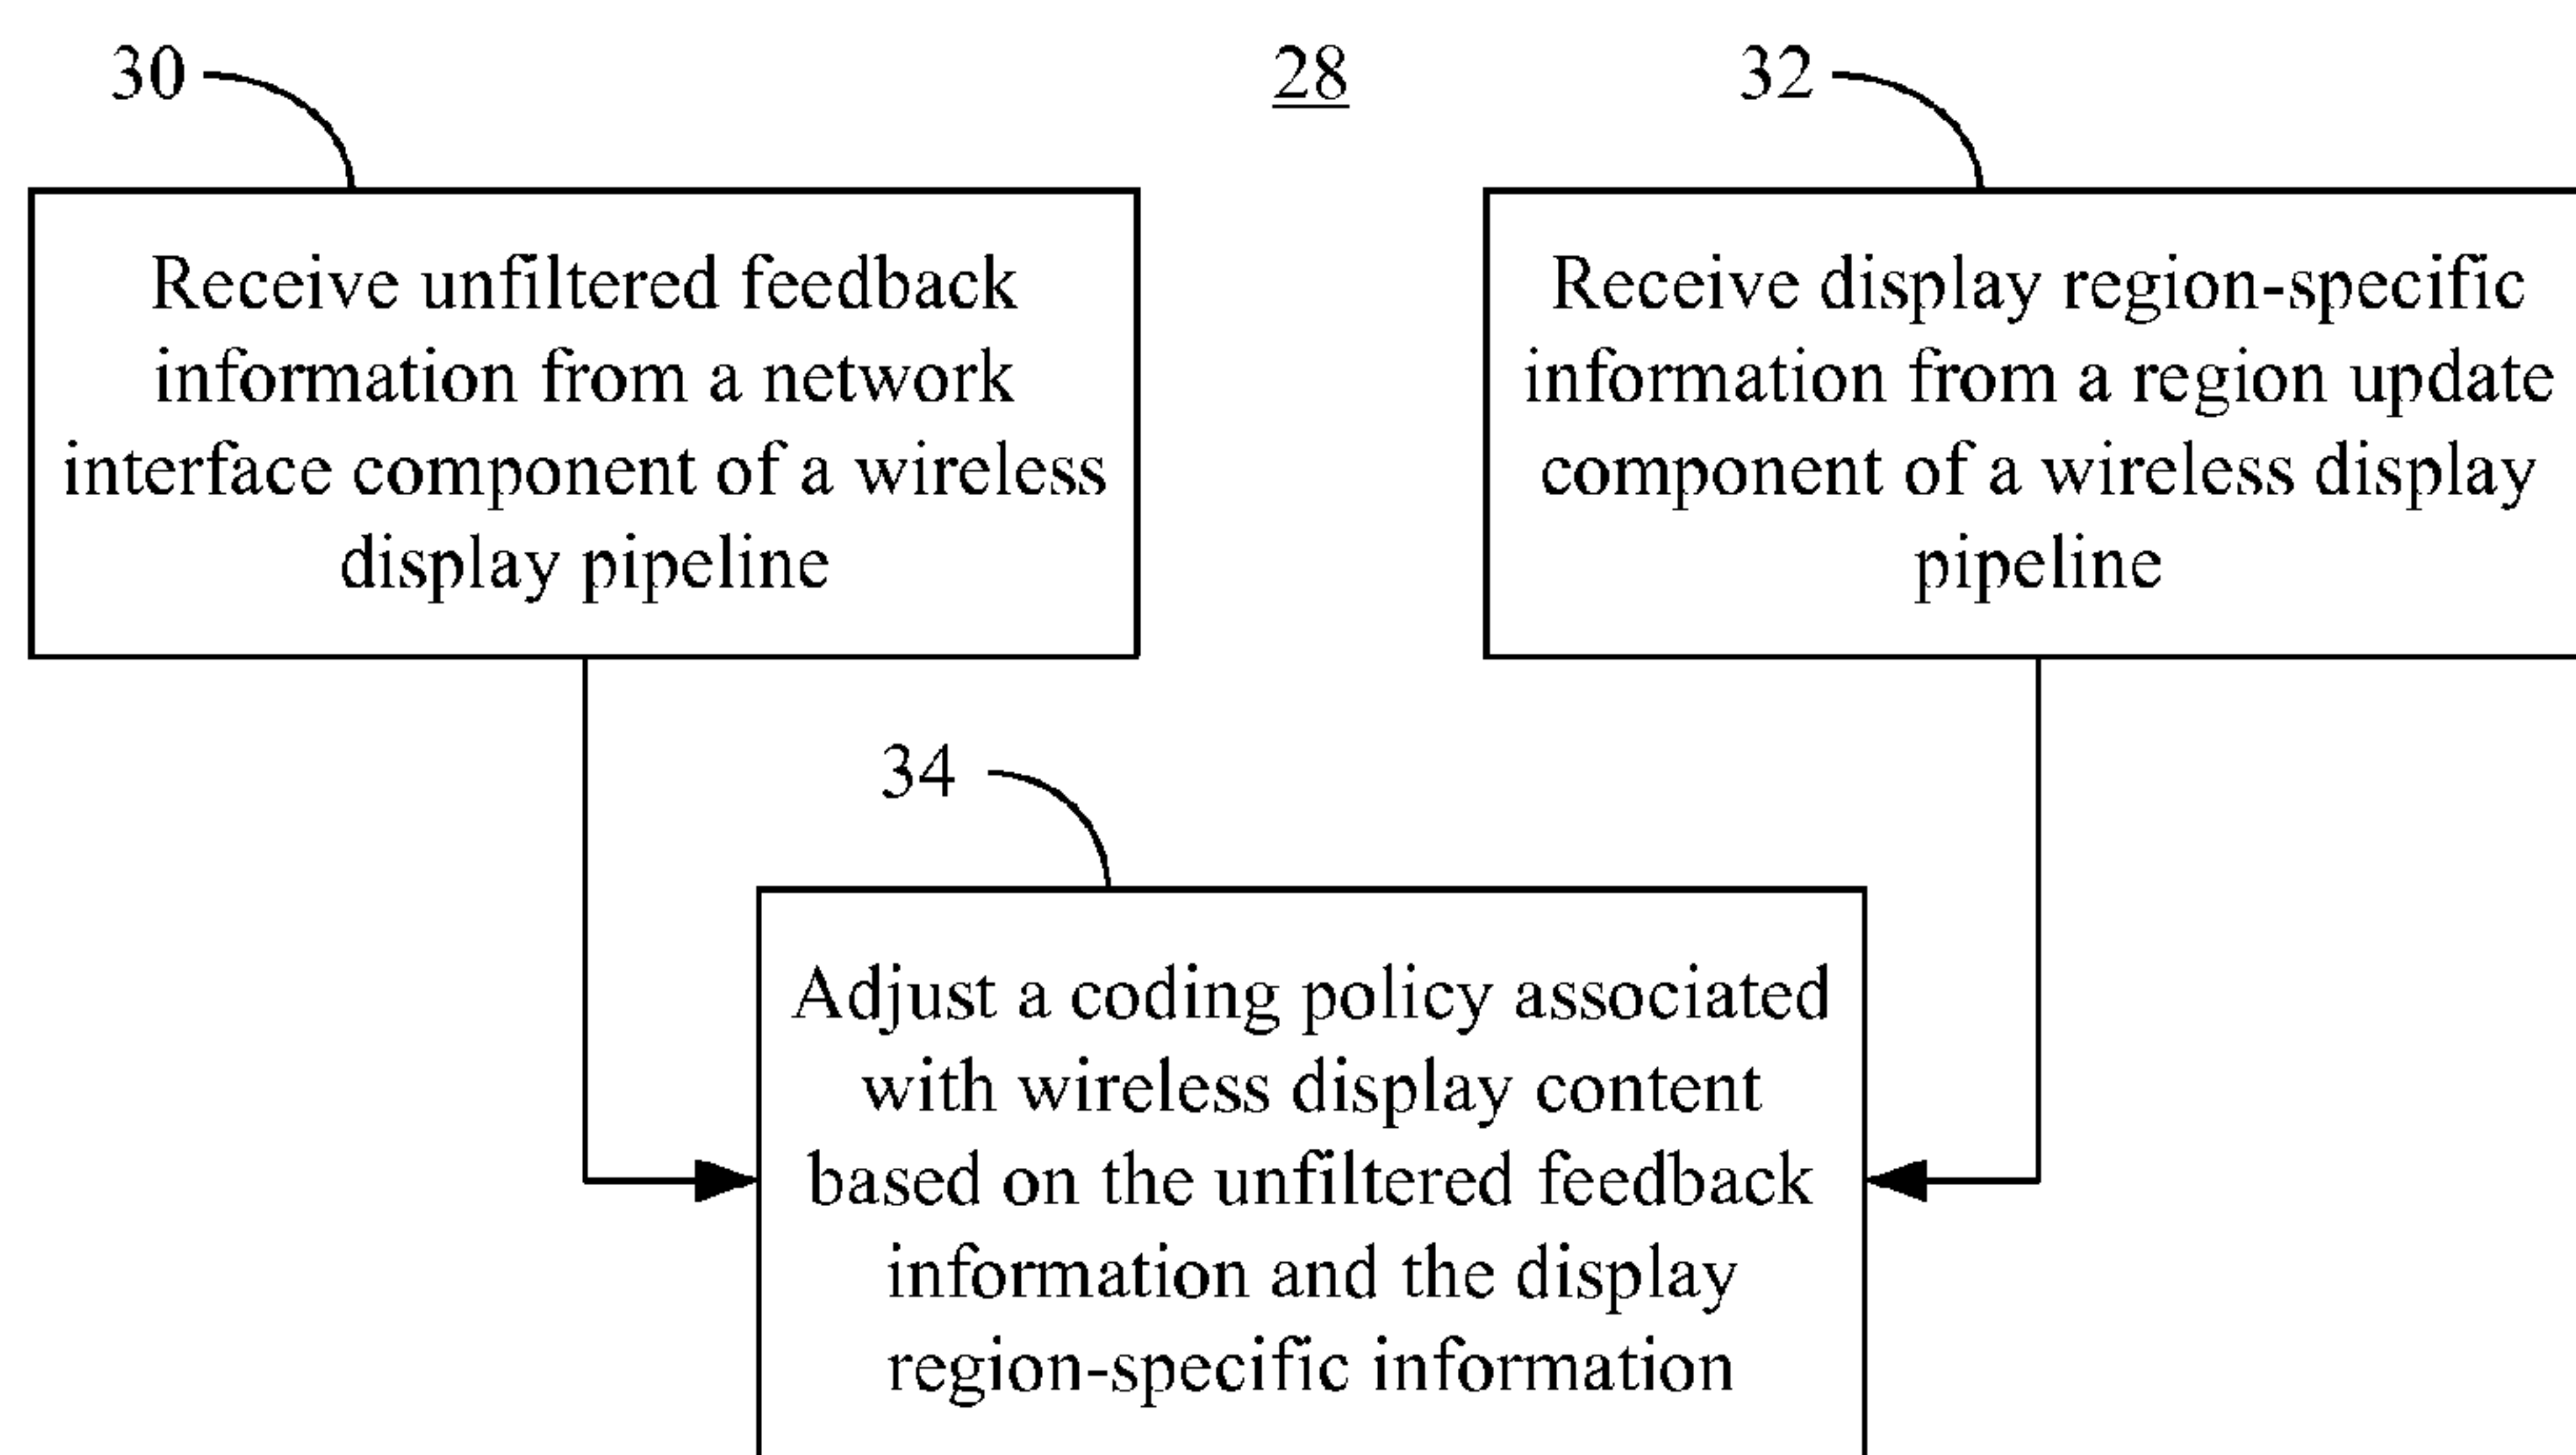 30
28
32
Receive unfiltered feedback
information from a network
interface component of a wireless
display pipeline
Receive display region-specific
information from a region update
component of a wireless display
pipeline
34
Adjust a coding policy associated
with wireless display content
based on the unfiltered feedback
information and the display
region-specific information